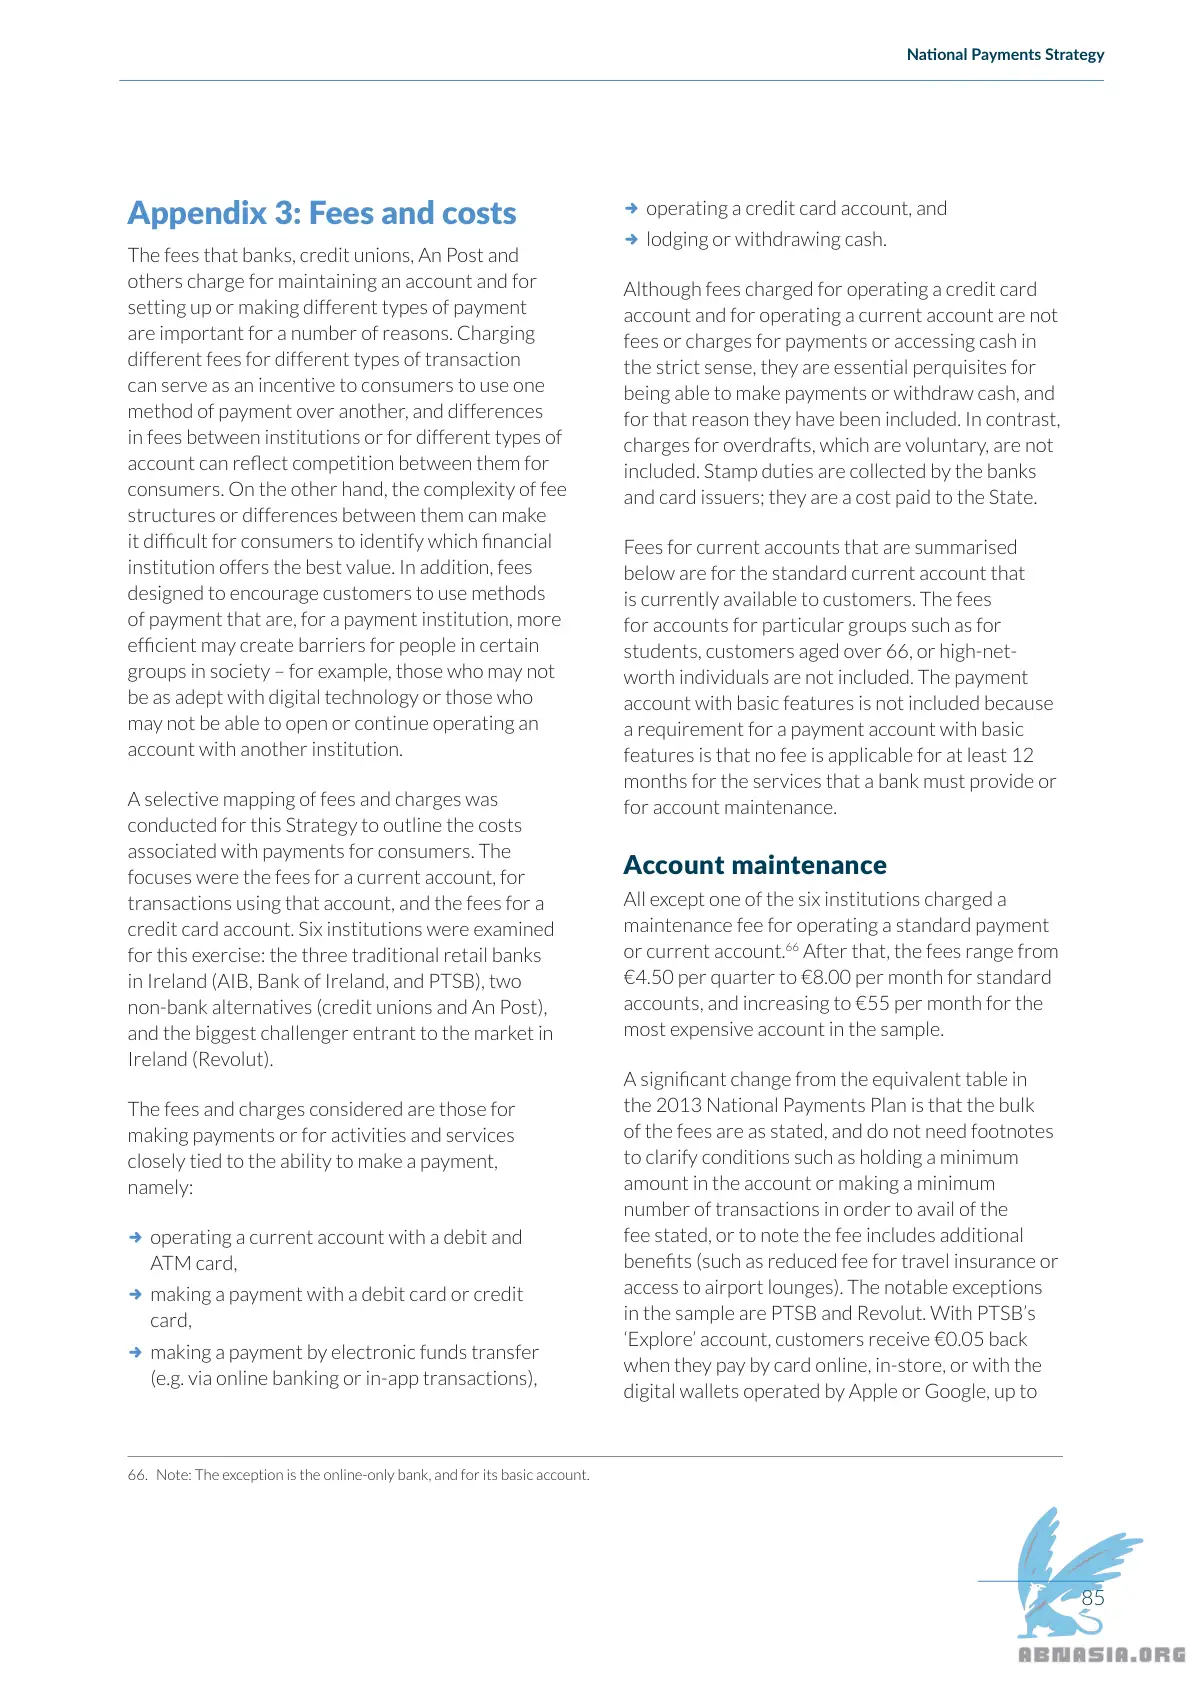 National Payments Strategy
Appendix 3: Fees and costs
The fees that banks, credit unions, An Post and
others charge for maintaining an account and for
setting up or making different types of payment
are important for a number of reasons. Charging
different fees for different types of transaction
can serve as an incentive to consumers to use one
method of payment over another, and differences
in fees between institutions or for different types of
account can reflect competition between them for
consumers. On the other hand, the complexity of fee
structures or differences between them can make
it difficult for consumers to identify which financial
institution offers the best value. In addition, fees
designed to encourage customers to use methods
of payment that are, for a payment institution, more
efficient may create barriers for people in certain
groups in society – for example, those who may not
be as adept with digital technology or those who
may not be able to open or continue operating an
account with another institution.
A selective mapping of fees and charges was
conducted for this Strategy to outline the costs
associated with payments for consumers. The
focuses were the fees for a current account, for
transactions using that account, and the fees for a
credit card account. Six institutions were examined
for this exercise: the three traditional retail banks
in Ireland (AIB, Bank of Ireland, and PTSB), two
non-bank alternatives (credit unions and An Post),
and the biggest challenger entrant to the market in
Ireland (Revolut).
The fees and charges considered are those for
making payments or for activities and services
closely tied to the ability to make a payment,
namely:
→ operating a current account with a debit and
ATM card,
→ making a payment with a debit card or credit
card,
→ making a payment by electronic funds transfer
(e.g. via online banking or in-app transactions),
→ operating a credit card account, and
→ lodging or withdrawing cash.
Although fees charged for operating a credit card
account and for operating a current account are not
fees or charges for payments or accessing cash in
the strict sense, they are essential perquisites for
being able to make payments or withdraw cash, and
for that reason they have been included. In contrast,
charges for overdrafts, which are voluntary, are not
included. Stamp duties are collected by the banks
and card issuers; they are a cost paid to the State.
Fees for current accounts that are summarised
below are for the standard current account that
is currently available to customers. The fees
for accounts for particular groups such as for
students, customers aged over 66, or high-net-
worth individuals are not included. The payment
account with basic features is not included because
a requirement for a payment account with basic
features is that no fee is applicable for at least 12
months for the services that a bank must provide or
for account maintenance.
Account maintenance
All except one of the six institutions charged a
maintenance fee for operating a standard payment
or current account.66 After that, the fees range from
€4.50 per quarter to €8.00 per month for standard
accounts, and increasing to €55 per month for the
most expensive account in the sample.
A significant change from the equivalent table in
the 2013 National Payments Plan is that the bulk
of the fees are as stated, and do not need footnotes
to clarify conditions such as holding a minimum
amount in the account or making a minimum
number of transactions in order to avail of the
fee stated, or to note the fee includes additional
benefits (such as reduced fee for travel insurance or
access to airport lounges). The notable exceptions
in the sample are PTSB and Revolut. With PTSB's
'Explore' account, customers receive €0.05 back
when they pay by card online, in-store, or with the
digital wallets operated by Apple or Google, up to
66. Note: The exception is the online-only bank, and for its basic account.
85
ABNASIA.ORG